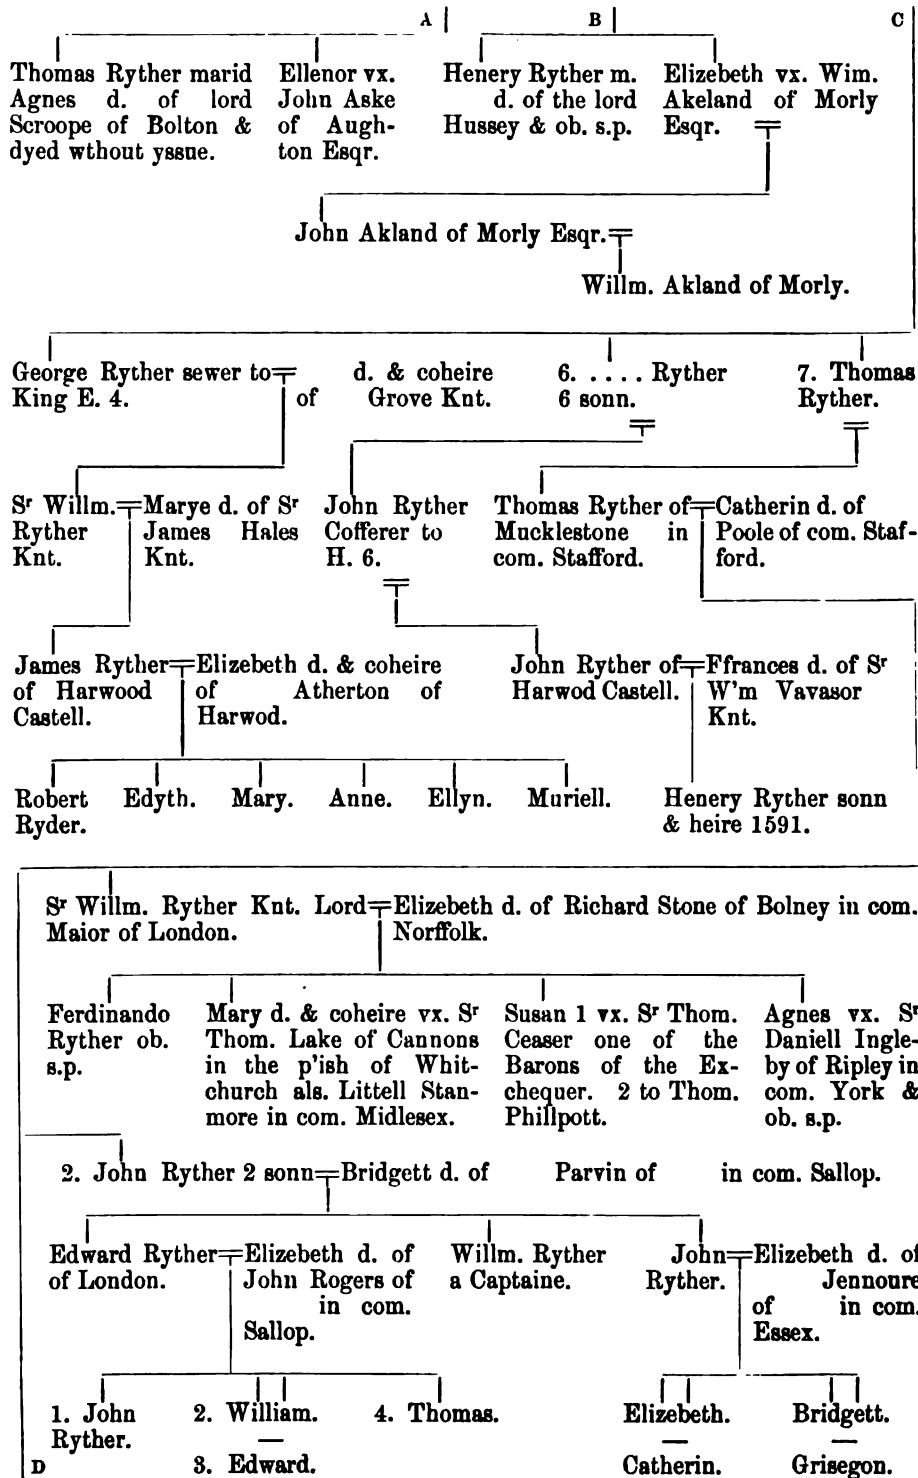 A B C
Thomas Ryther marid
Agnes d. of lord
Scroope of Bolton &
dyed wthout yssue.
Ellenor vx.
John Aske
of Augh-
ton Esqr.
Henery Ryther m.
d. of the lord
Hussey & ob. s.p.
Elizebeth vx. Wim.
Akeland of Morly
Esqr.
John Akland of Morly Esqr.
Willm. Akland of Morly.
George Ryther sewer to
King E. 4.
d. & coheire
of Grove Knt.
6. . . . . Ryther
6 sonn.
7. Thomas
Ryther.
Sʳ Willm.
Ryther
Knt.
Marye d. of Sʳ
James Hales
Knt.
John Ryther
Cofferer to
H. 6.
Thomas Ryther of
Mucklestone in
com. Stafford.
Catherin d. of
Poole of com. Staf-
ford.
James Ryther
of Harwood
Castell.
Elizebeth d. & coheire
of Atherton of
Harwod.
John Ryther of
Harwod Castell.
Ffrances d. of Sʳ
W'm Vavasor
Knt.
Robert
Ryder.
Edyth.
Mary.
Anne.
Ellyn.
Muriell.
Henery Ryther sonn
& heire 1591.
Sʳ Willm. Ryther Knt. Lord
Maior of London.
Elizebeth d. of Richard Stone of Bolney in com.
Norffolk.
Ferdinando
Ryther ob.
s.p.
Mary d. & coheire vx. Sʳ
Thom. Lake of Cannons
in the p'ish of Whit-
church als. Littell Stan-
more in com. Midlesex.
Susan 1 vx. Sʳ Thom.
Ceaser one of the
Barons of the Ex-
chequer. 2 to Thom.
Phillpott.
Agnes vx. Sʳ
Daniell Ingle-
by of Ripley in
com. York &
ob. s.p.
2. John Ryther 2 sonn
Bridgett d. of Parvin of in com. Sallop.
Edward Ryther
of London.
Elizebeth d. of
John Rogers of
in com.
Sallop.
Willm. Ryther
a Captaine.
John
Ryther.
Elizebeth d. of
Jennoure
of in com.
Essex.
1. John
Ryther.
2. William.
—
3. Edward.
4. Thomas.
Elizebeth.
—
Catherin.
Bridgett.
—
Grisegon.
D